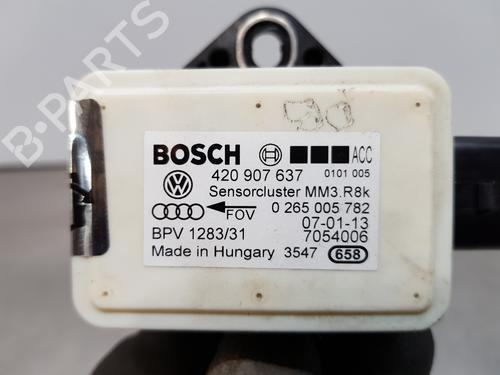 B-PARTS
BOSCH ACC
420 907 637 0101 005
Sensorcluster MM3.R8k
FOV 0 265 005 782
07-01-13
BPV 1283/31 7054006
Made in Hungary 3547 658